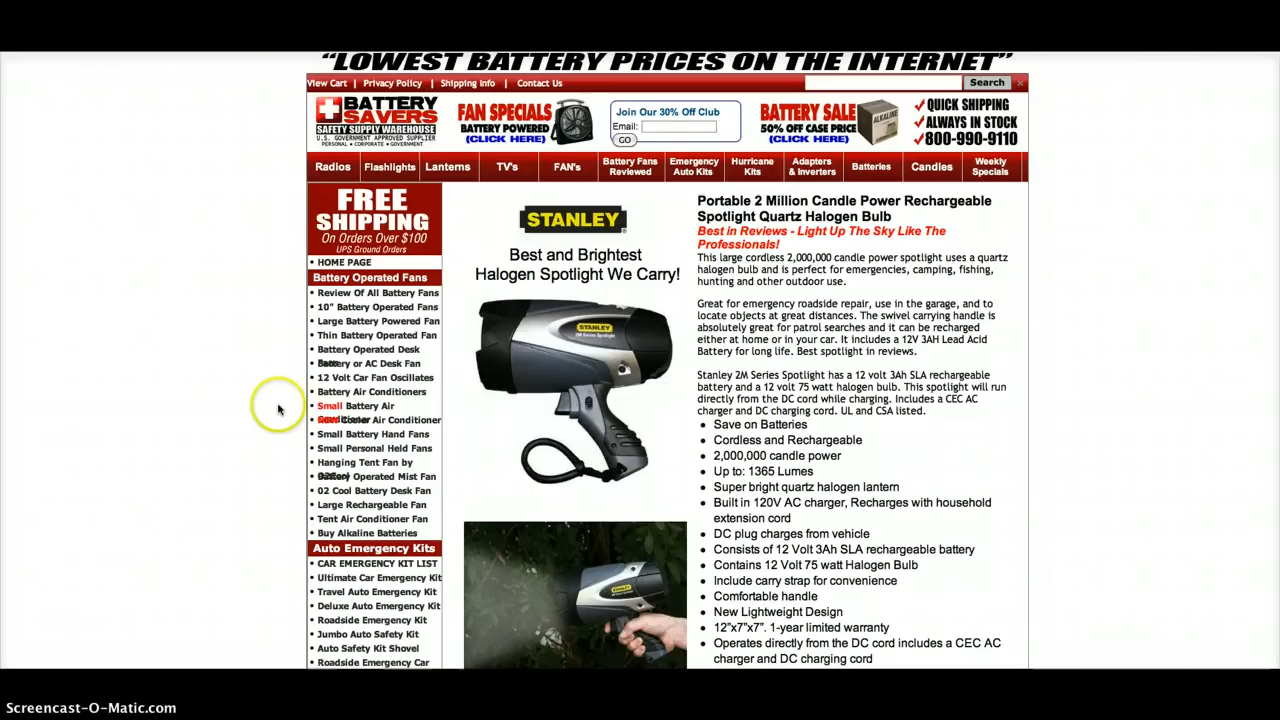 "LOWEST BATTERY PRICES ON THE INTERNET"
View Cart | Privacy Policy | Shipping Info | Contact Us
Search
BATTERY
SAVERS
SAFETY SUPPLY WAREHOUSE
U.S. GOVERNMENT APPROVED SUPPLIER
PERSONAL • CORPORATE • GOVERNMENT
FAN SPECIALS
BATTERY POWERED
(CLICK HERE)
Join Our 30% Off Club
Email:
GO
BATTERY SALE
50% OFF CASE PRICE
(CLICK HERE)
ALKALINE
QUICK SHIPPING
ALWAYS IN STOCK
800-990-9110
Radios
Flashlights
Lanterns
TV's
FAN's
Battery Fans
Reviewed
Emergency
Auto Kits
Hurricane
Kits
Adapters
& Inverters
Batteries
Candles
Weekly
Specials
FREE
SHIPPING
On Orders Over $100
UPS Ground Orders
• HOME PAGE
Battery Operated Fans
• Review Of All Battery Fans
• 10" Battery Operated Fans
• Large Battery Powered Fan
• Thin Battery Operated Fan
• Battery Operated Desk
• Battery or AC Desk Fan
• 12 Volt Car Fan Oscillates
• Battery Air Conditioners
• Small Battery Air
Conditioner
• Cooler Air Conditioner
• Small Battery Hand Fans
• Small Personal Held Fans
• Hanging Tent Fan by
• Battery Operated Mist Fan
• 02 Cool Battery Desk Fan
• Large Rechargeable Fan
• Tent Air Conditioner Fan
• Buy Alkaline Batteries
Auto Emergency Kits
• CAR EMERGENCY KIT LIST
• Ultimate Car Emergency Kit
• Travel Auto Emergency Kit
• Deluxe Auto Emergency Kit
• Roadside Emergency Kit
• Jumbo Auto Safety Kit
• Auto Safety Kit Shovel
• Roadside Emergency Car
STANLEY
Best and Brightest
Halogen Spotlight We Carry!
STANLEY
2M Series Spotlight
Portable 2 Million Candle Power Rechargeable
Spotlight Quartz Halogen Bulb
Best in Reviews - Light Up The Sky Like The
Professionals!
This large cordless 2,000,000 candle power spotlight uses a quartz
halogen bulb and is perfect for emergencies, camping, fishing,
hunting and other outdoor use.
Great for emergency roadside repair, use in the garage, and to
locate objects at great distances. The swivel carrying handle is
absolutely great for patrol searches and it can be recharged
either at home or in your car. It includes a 12V 3AH Lead Acid
Battery for long life. Best spotlight in reviews.
Stanley 2M Series Spotlight has a 12 volt 3Ah SLA rechargeable
battery and a 12 volt 75 watt halogen bulb. This spotlight will run
directly from the DC cord while charging. Includes a CEC AC
charger and DC charging cord. UL and CSA listed.
• Save on Batteries
• Cordless and Rechargeable
• 2,000,000 candle power
• Up to: 1365 Lumes
• Super bright quartz halogen lantern
• Built in 120V AC charger, Recharges with household
extension cord
• DC plug charges from vehicle
• Consists of 12 Volt 3Ah SLA rechargeable battery
• Contains 12 Volt 75 watt Halogen Bulb
• Include carry strap for convenience
• Comfortable handle
• New Lightweight Design
• 12"x7"x7". 1-year limited warranty
• Operates directly from the DC cord includes a CEC AC
charger and DC charging cord
Screencast-O-Matic.com